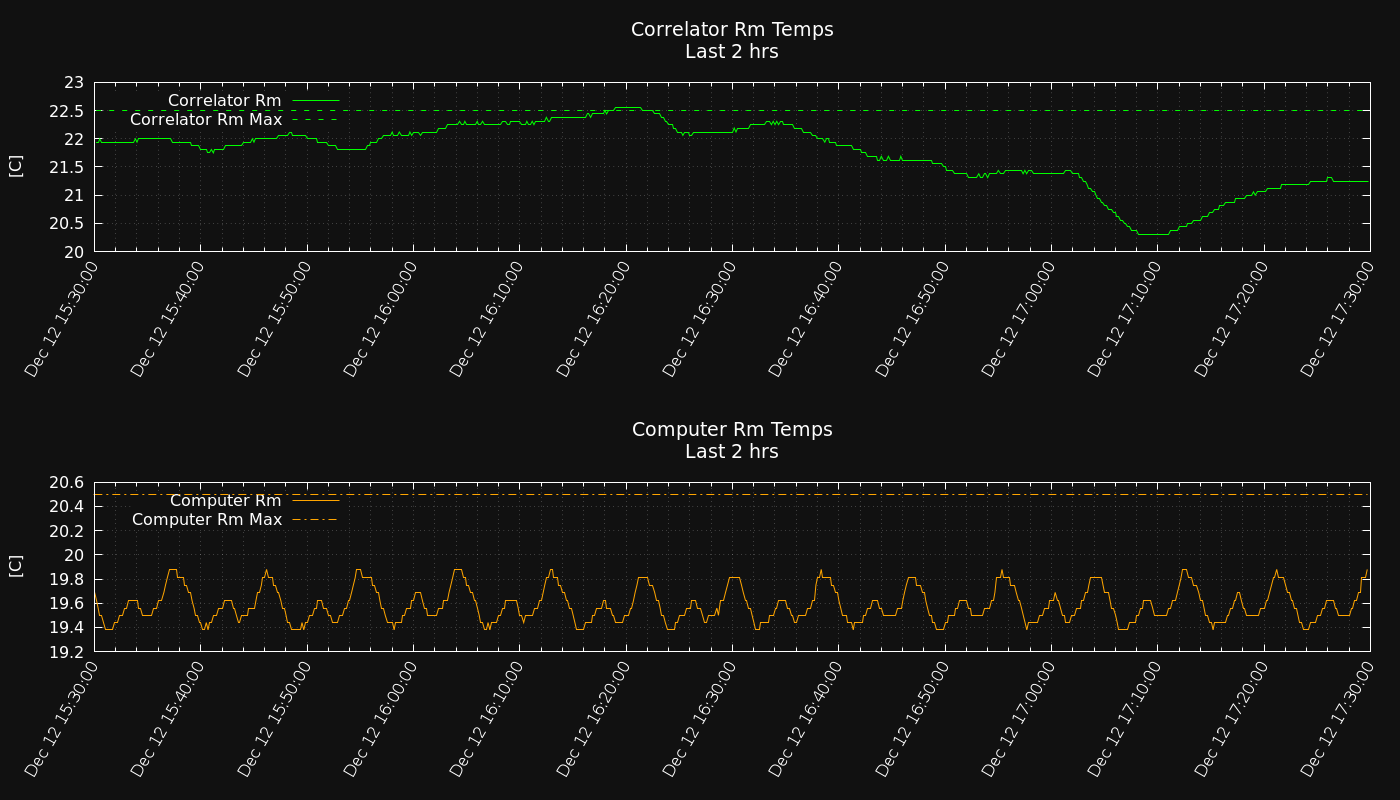 Correlator Rm Temps
Last 2 hrs
23
22.5
22
21.5
21
20.5
20
[C]
Correlator Rm
Correlator Rm Max
Dec 12 15:30:00
Dec 12 15:40:00
Dec 12 15:50:00
Dec 12 16:00:00
Dec 12 16:10:00
Dec 12 16:20:00
Dec 12 16:30:00
Dec 12 16:40:00
Dec 12 16:50:00
Dec 12 17:00:00
Dec 12 17:10:00
Dec 12 17:20:00
Dec 12 17:30:00
Computer Rm Temps
Last 2 hrs
20.6
20.4
20.2
20
19.8
19.6
19.4
19.2
[C]
Computer Rm
Computer Rm Max
Dec 12 15:30:00
Dec 12 15:40:00
Dec 12 15:50:00
Dec 12 16:00:00
Dec 12 16:10:00
Dec 12 16:20:00
Dec 12 16:30:00
Dec 12 16:40:00
Dec 12 16:50:00
Dec 12 17:00:00
Dec 12 17:10:00
Dec 12 17:20:00
Dec 12 17:30:00